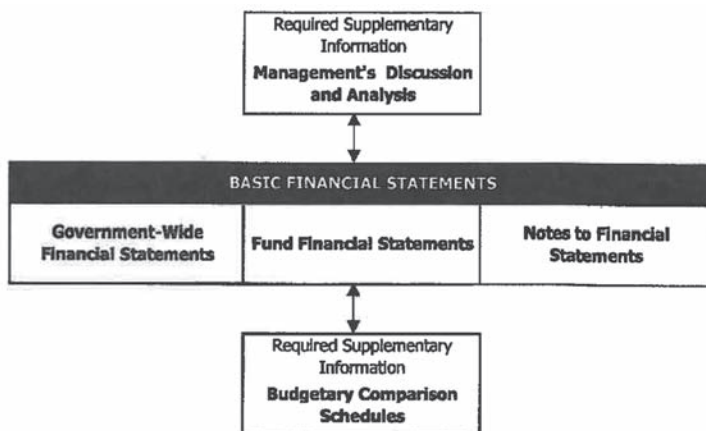 Required Supplementary
Information
Management's Discussion
and Analysis
BASIC FINANCIAL STATEMENTS
Government-Wide
Financial Statements
Fund Financial Statements
Notes to Financial
Statements
Required Supplementary
Information
Budgetary Comparison
Schedules